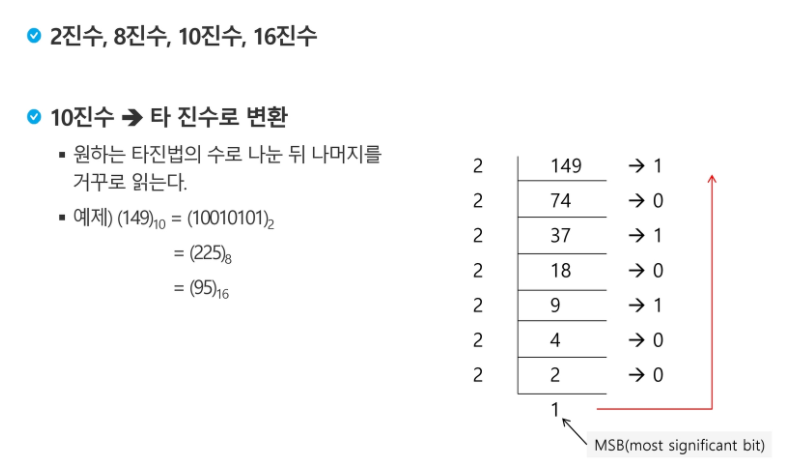 2진수, 8진수, 10진수, 16진수
10진수 → 타 진수로 변환
▪ 원하는 타진법의 수로 나눈 뒤 나머지를
거꾸로 읽는다.
▪ 예제) (149)₁₀ = (10010101)₂
= (225)₈
= (95)₁₆
2 149 → 1
2 74 → 0
2 37 → 1
2 18 → 0
2 9 → 1
2 4 → 0
2 2 → 0
1
MSB(most significant bit)